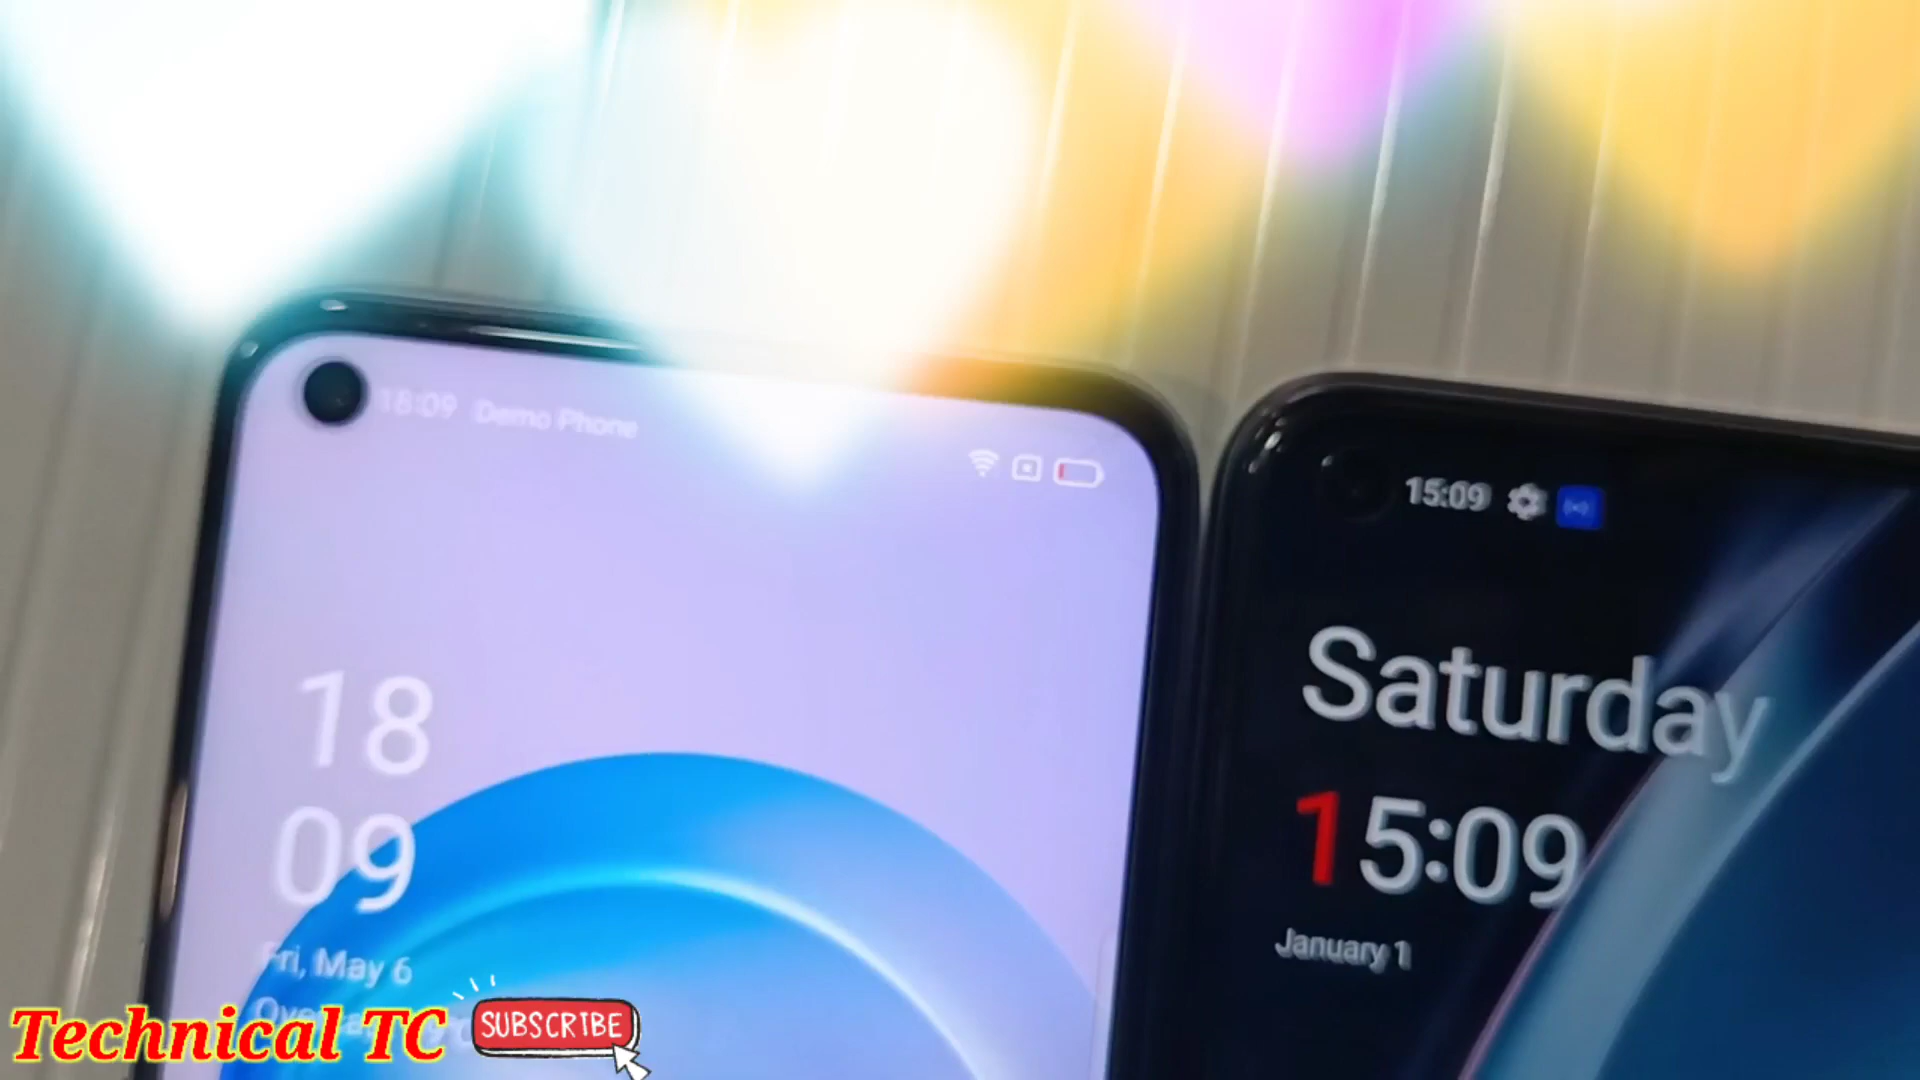 18:09 Demo Phone
18
09
Fri, May 6
15:09
Saturday
15:09
January 1
Technical TC
SUBSCRIBE